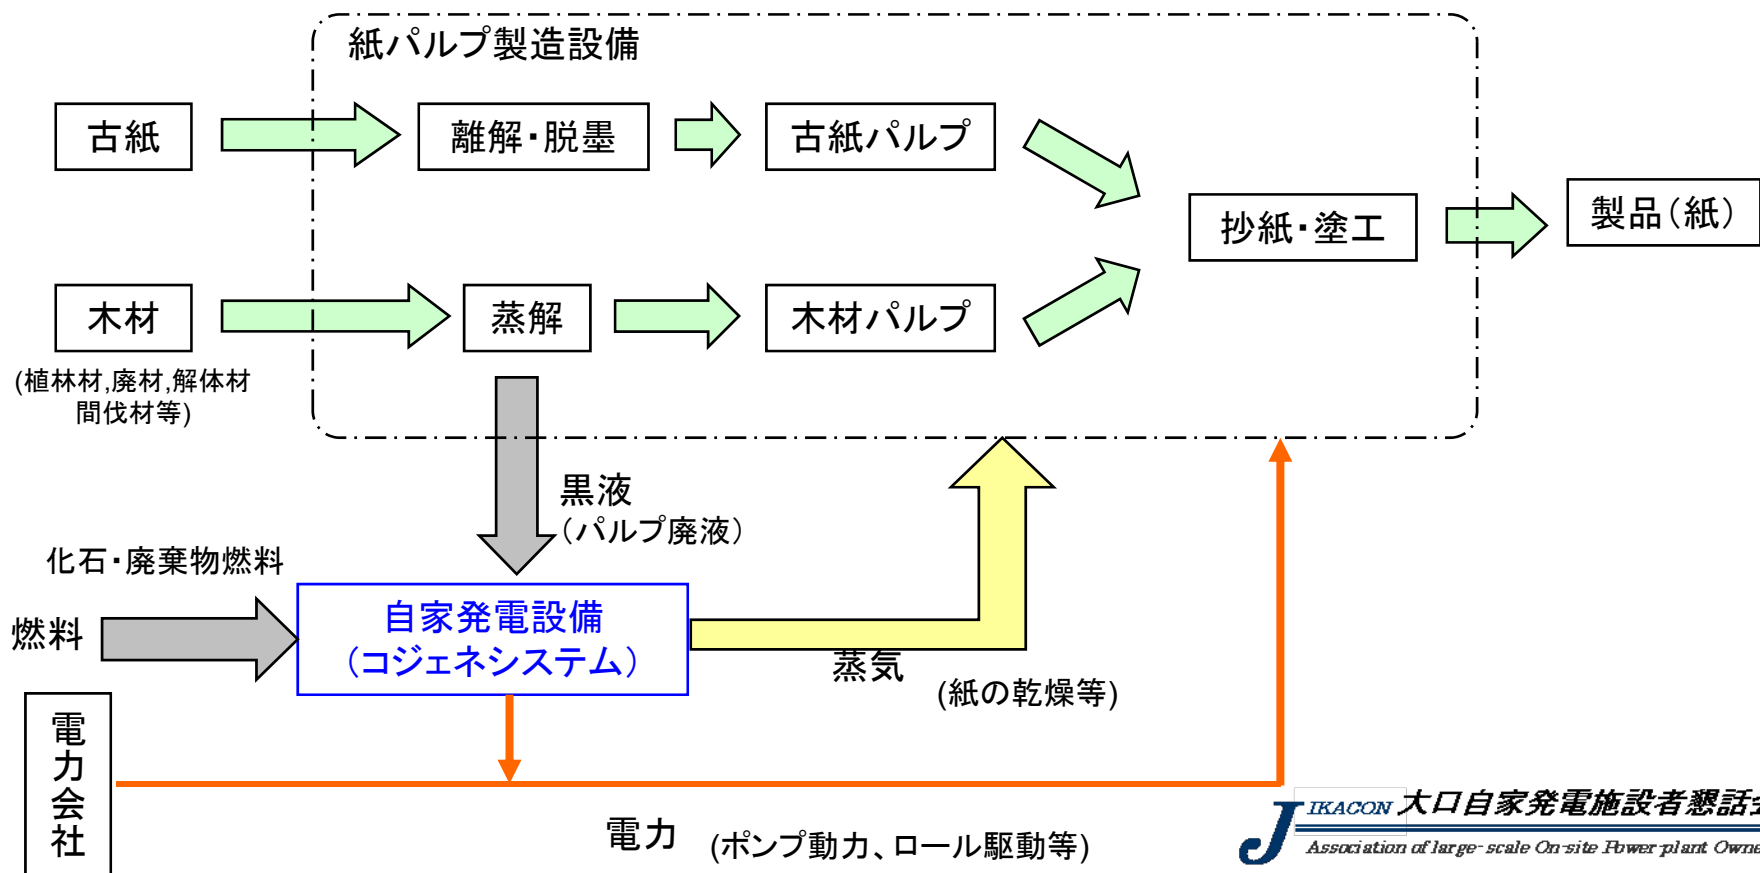 紙パルプ製造設備
古紙
離解・脱墨
古紙パルプ
抄紙・塗工
製品（紙）
木材
蒸解
木材パルプ
(植林材,廃材,解体材
間伐材等)
黒液
（パルプ廃液）
化石・廃棄物燃料
燃料
自家発電設備
（コジェネシステム）
蒸気
(紙の乾燥等)
電力会社
電力
(ポンプ動力、ロール駆動等)
JIKACON 大口自家発電施設者懇話会
Association of large-scale On-site Power-plant Owne